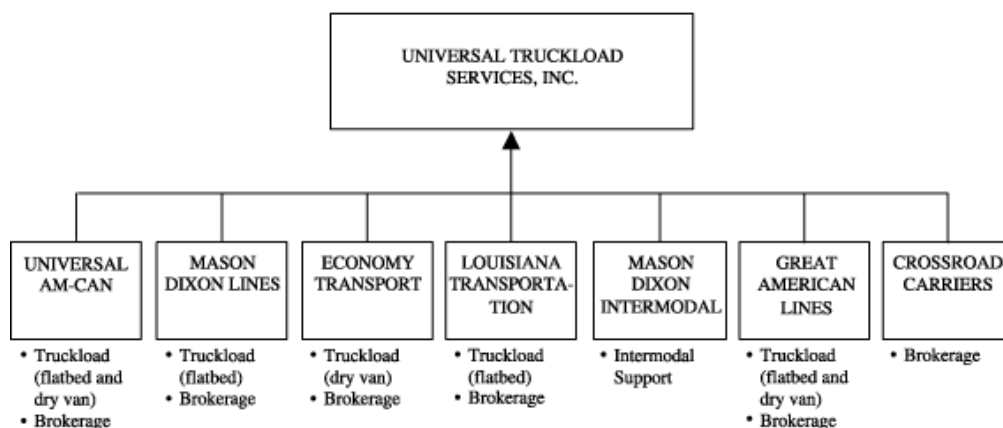 UNIVERSAL TRUCKLOAD
SERVICES, INC.
UNIVERSAL
AM-CAN
• Truckload
(flatbed and
dry van)
• Brokerage
MASON
DIXON LINES
• Truckload
(flatbed)
• Brokerage
ECONOMY
TRANSPORT
• Truckload
(dry van)
• Brokerage
LOUISIANA
TRANSPORTA-
TION
• Truckload
(flatbed)
• Brokerage
MASON
DIXON
INTERMODAL
• Intermodal
Support
GREAT
AMERICAN
LINES
• Truckload
(flatbed and
dry van)
• Brokerage
CROSSROAD
CARRIERS
• Brokerage